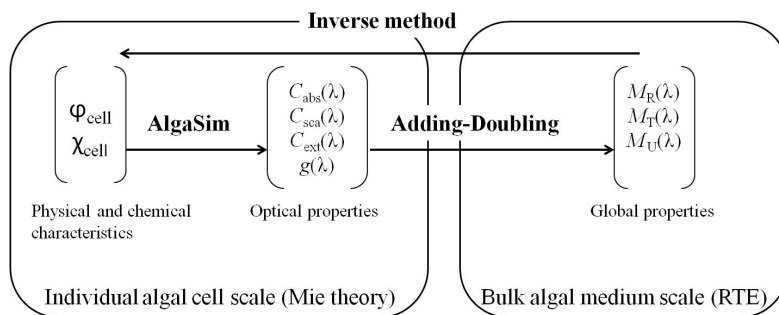 Inverse method
φcell
χcell
AlgaSim
Cabs(λ)
Csca(λ)
Cext(λ)
g(λ)
Adding-Doubling
MR(λ)
MT(λ)
MU(λ)
Physical and chemical
characteristics
Optical properties
Global properties
Individual algal cell scale (Mie theory)
Bulk algal medium scale (RTE)